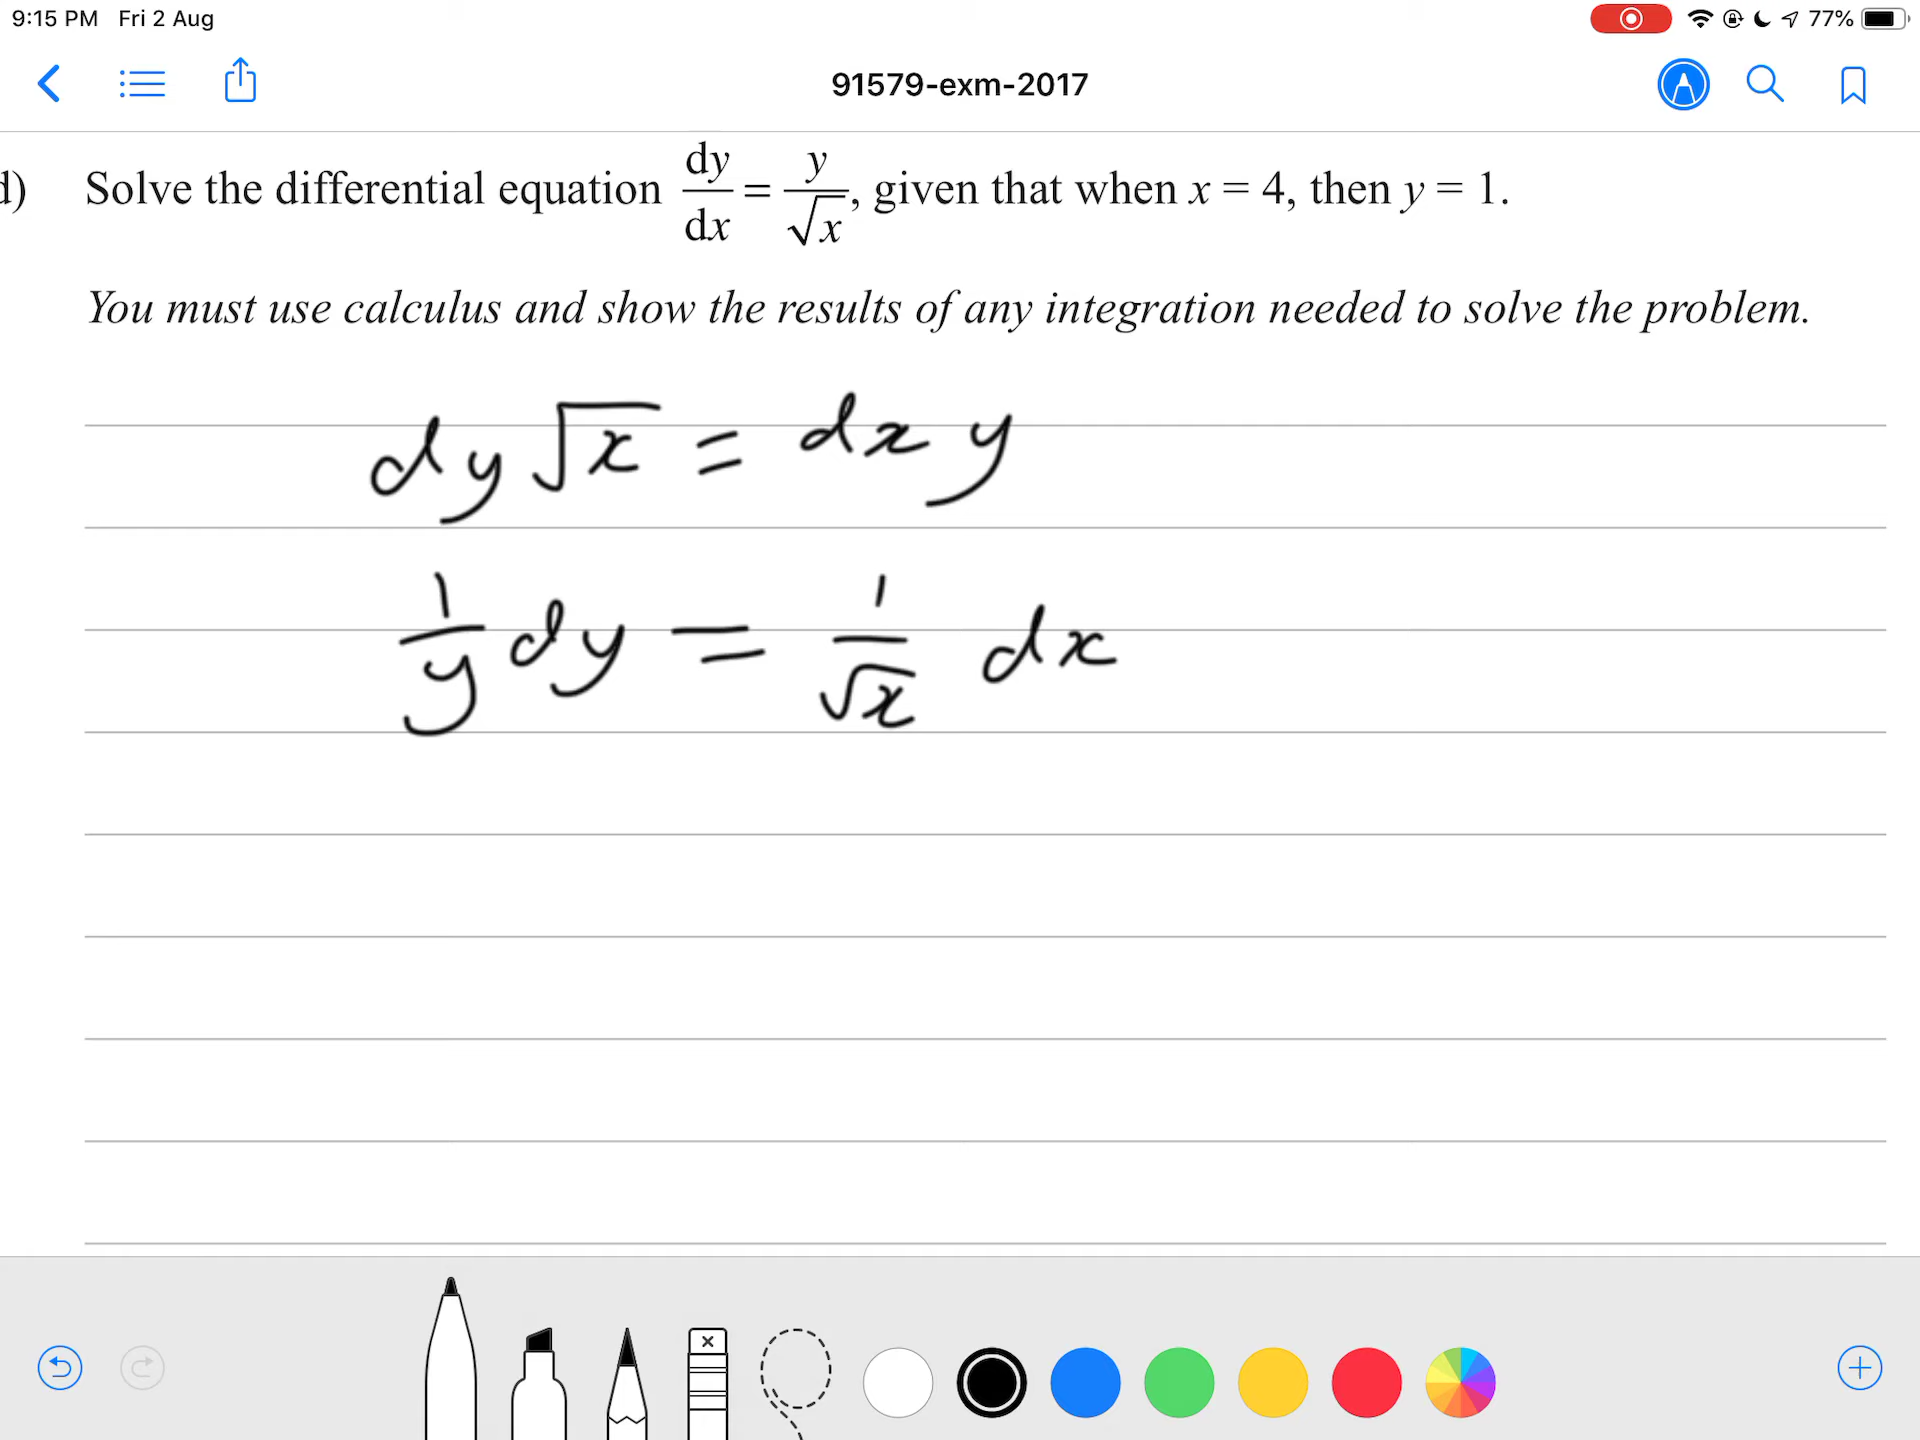 9:15 PM Fri 2 Aug 77%
91579-exm-2017
d) Solve the differential equation dy/dx = y/√x, given that when x = 4, then y = 1.
You must use calculus and show the results of any integration needed to solve the problem.
dy√x = dx y
1/y dy = 1/√x dx